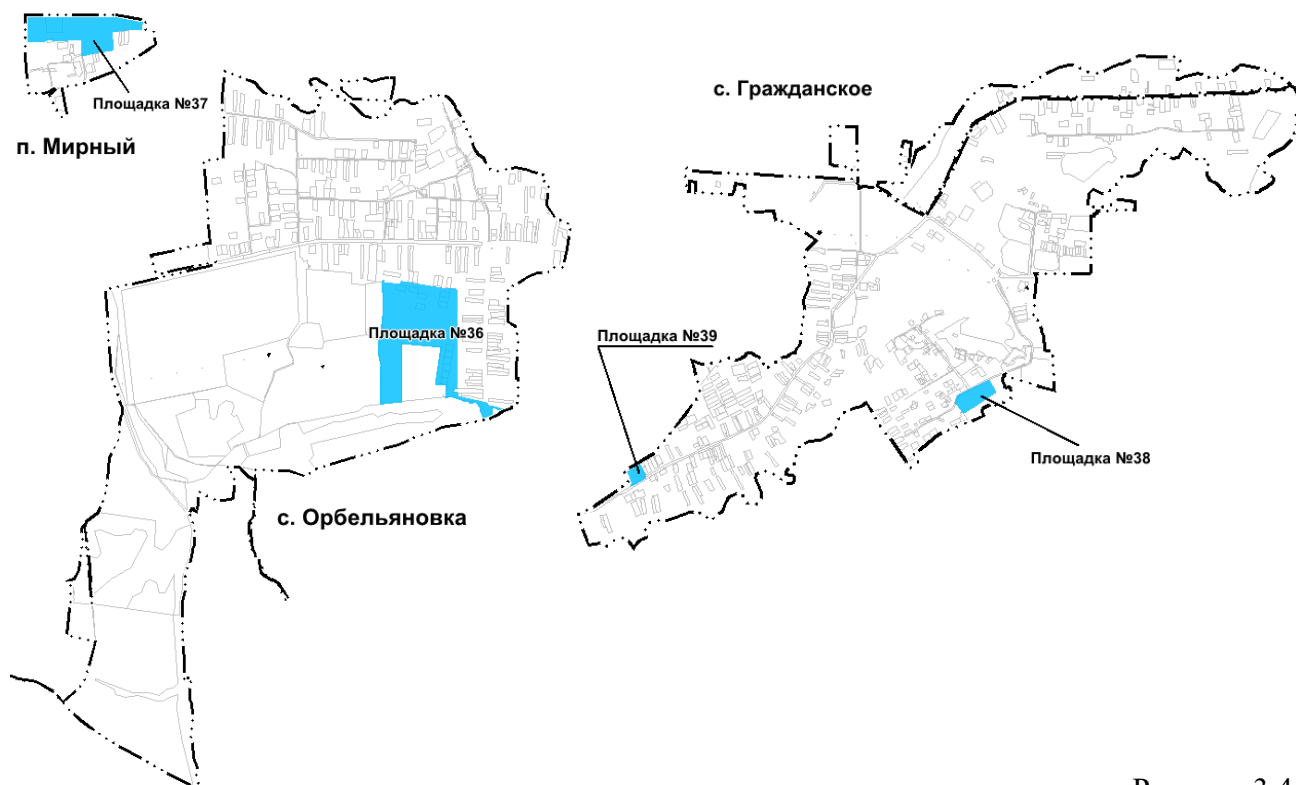 Площадка №37
п. Мирный
с. Гражданское
Площадка №36
Площадка №39
Площадка №38
с. Орбельяновка